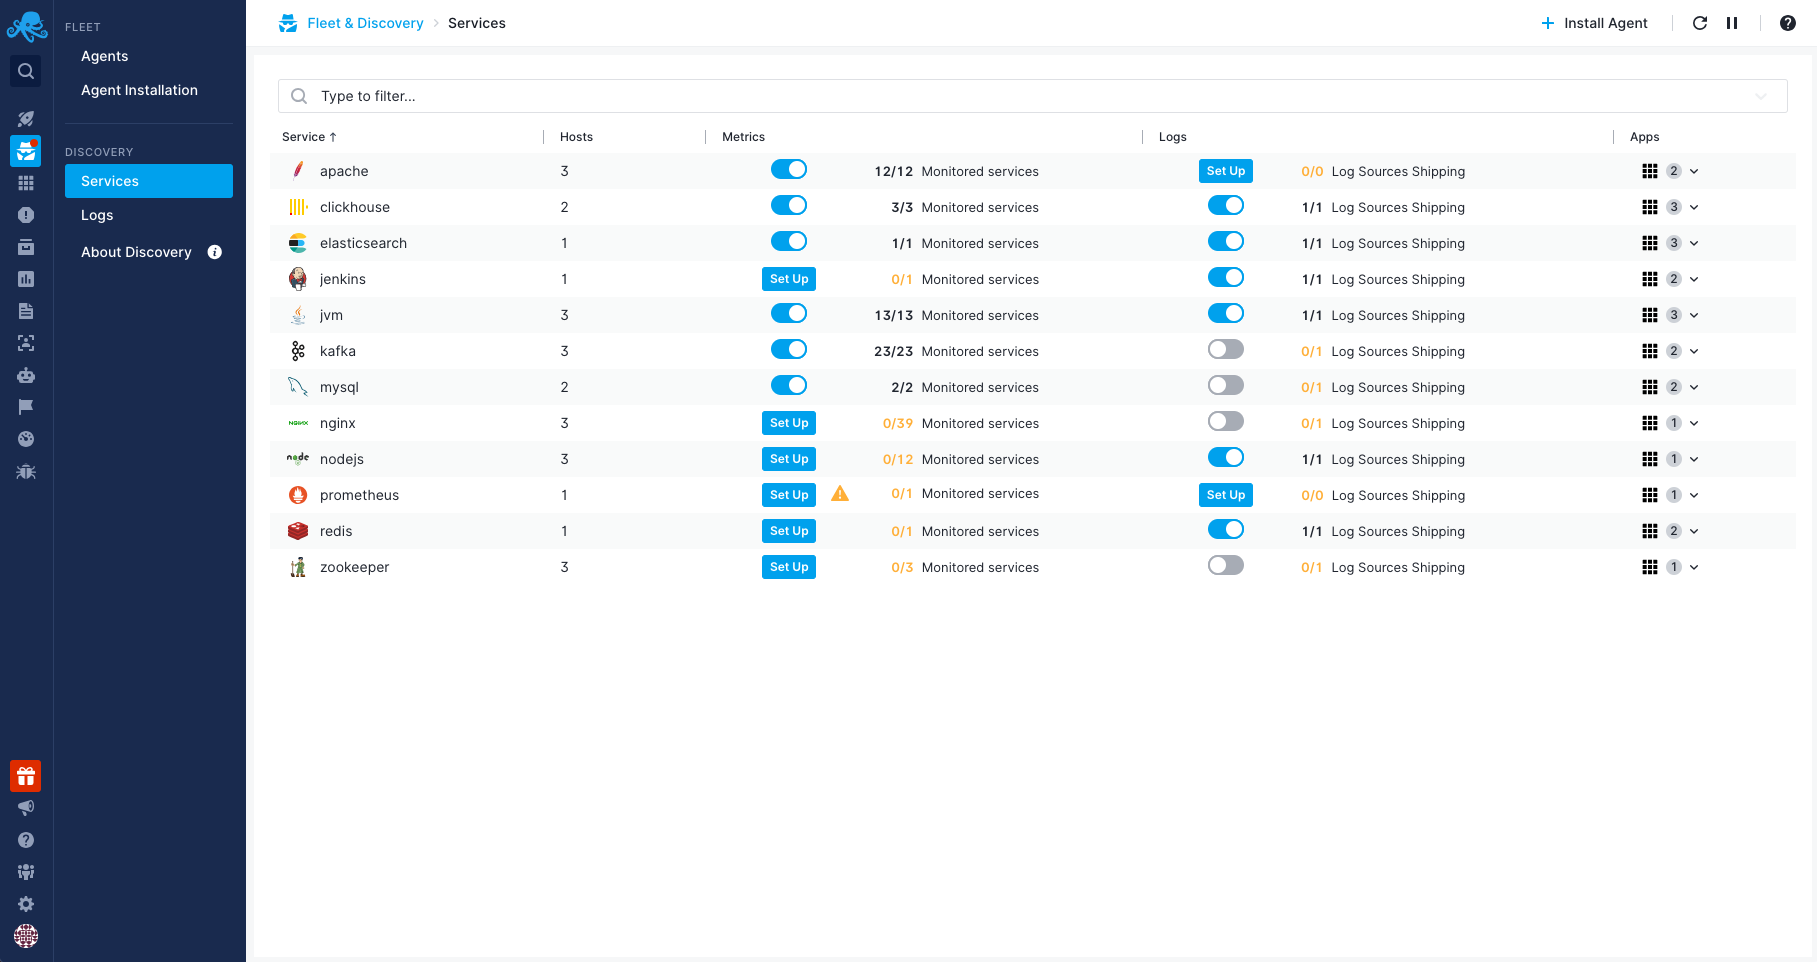 FLEET
Agents
Agent Installation
DISCOVERY
Services
Logs
About Discovery
Fleet & Discovery > Services
Install Agent
Type to filter...
Service ↑ Hosts Metrics Logs Apps
apache 3 12/12 Monitored services Set Up 0/0 Log Sources Shipping 2
clickhouse 2 3/3 Monitored services 1/1 Log Sources Shipping 3
elasticsearch 1 1/1 Monitored services 1/1 Log Sources Shipping 3
jenkins 1 Set Up 0/1 Monitored services 1/1 Log Sources Shipping 2
jvm 3 13/13 Monitored services 1/1 Log Sources Shipping 3
kafka 3 23/23 Monitored services 0/1 Log Sources Shipping 2
mysql 2 2/2 Monitored services 0/1 Log Sources Shipping 2
NGINX nginx 3 Set Up 0/39 Monitored services 0/1 Log Sources Shipping 1
node nodejs 3 Set Up 0/12 Monitored services 1/1 Log Sources Shipping 1
prometheus 1 Set Up 0/1 Monitored services Set Up 0/0 Log Sources Shipping 1
redis 1 Set Up 0/1 Monitored services 1/1 Log Sources Shipping 2
zookeeper 3 Set Up 0/3 Monitored services 0/1 Log Sources Shipping 1